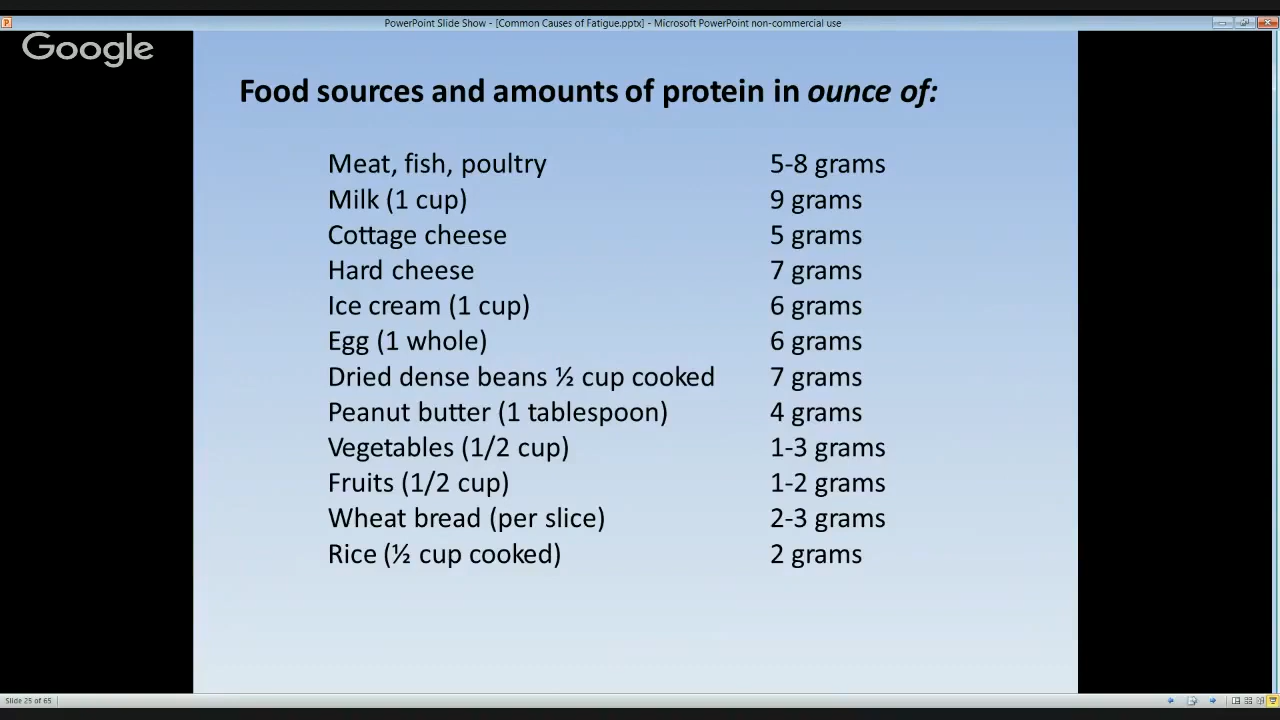 PowerPoint Slide Show - [Common Causes of Fatigue.pptx] - Microsoft PowerPoint non-commercial use
Google
Food sources and amounts of protein in ounce of:
Meat, fish, poultry 5-8 grams
Milk (1 cup) 9 grams
Cottage cheese 5 grams
Hard cheese 7 grams
Ice cream (1 cup) 6 grams
Egg (1 whole) 6 grams
Dried dense beans ½ cup cooked 7 grams
Peanut butter (1 tablespoon) 4 grams
Vegetables (1/2 cup) 1-3 grams
Fruits (1/2 cup) 1-2 grams
Wheat bread (per slice) 2-3 grams
Rice (½ cup cooked) 2 grams
Slide 25 of 65